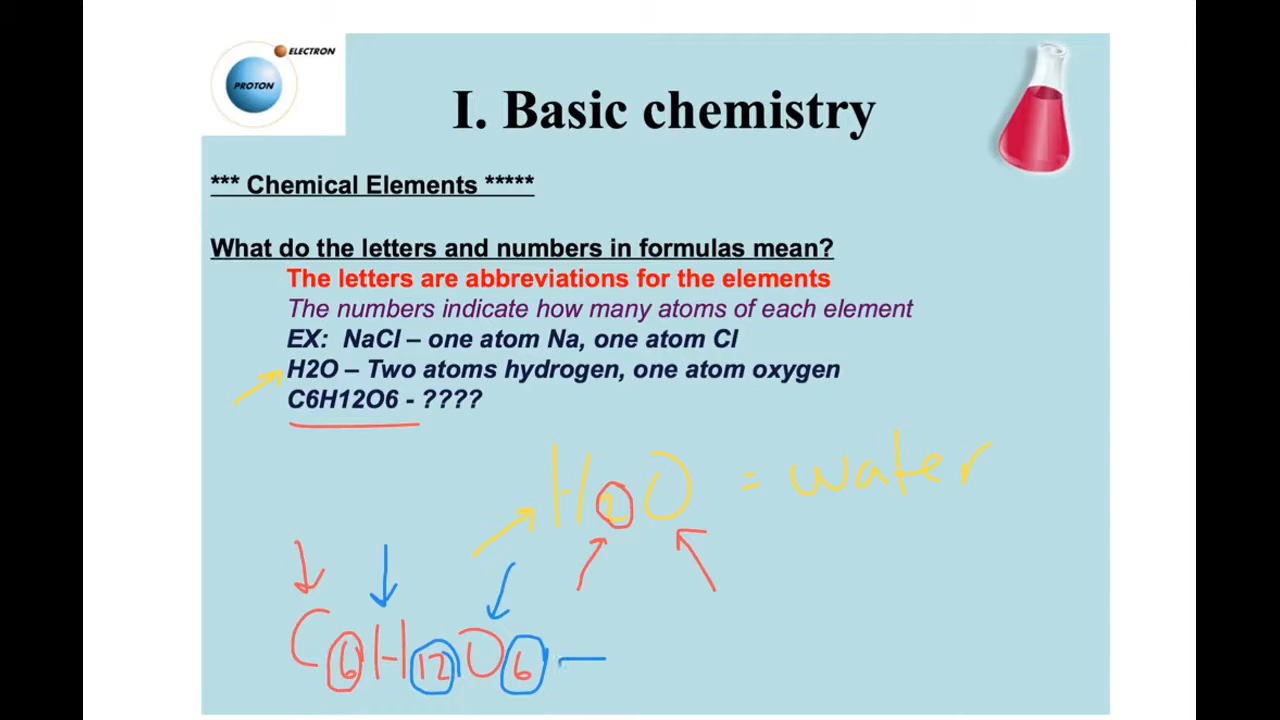 ELECTRON
PROTON
I. Basic chemistry
*** Chemical Elements *****
What do the letters and numbers in formulas mean?
The letters are abbreviations for the elements
The numbers indicate how many atoms of each element
EX: NaCl – one atom Na, one atom Cl
H2O – Two atoms hydrogen, one atom oxygen
C6H12O6 - ????
H2O = water
C6H12O6 —